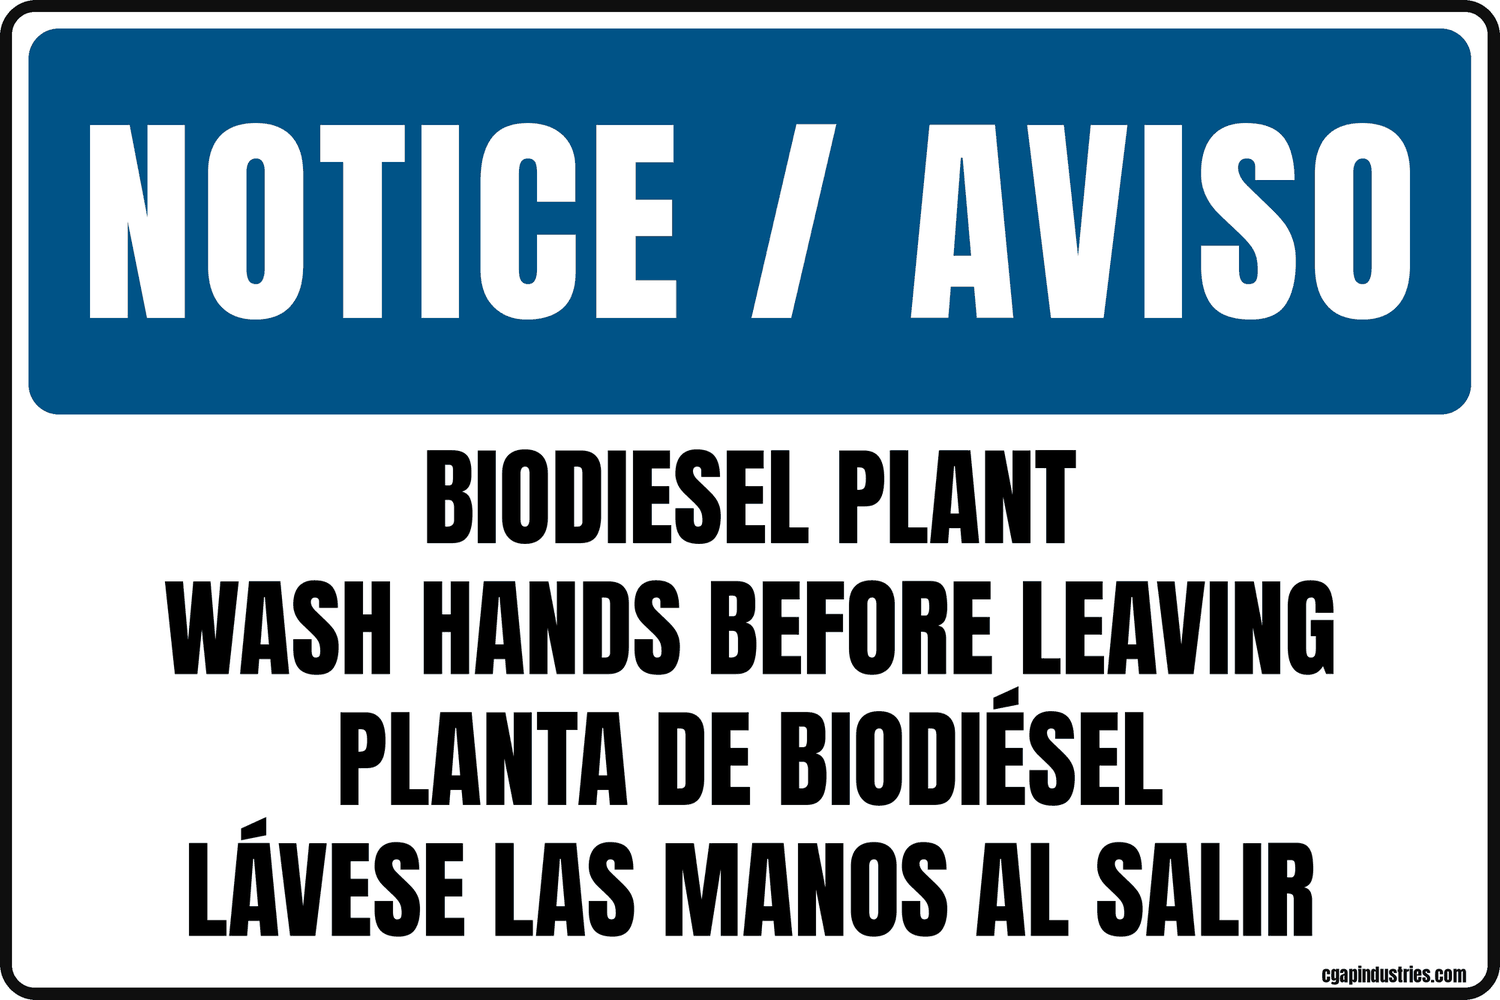 NOTICE / AVISO
BIODIESEL PLANT
WASH HANDS BEFORE LEAVING
PLANTA DE BIODIÉSEL
LÁVESE LAS MANOS AL SALIR
cgapindustries.com